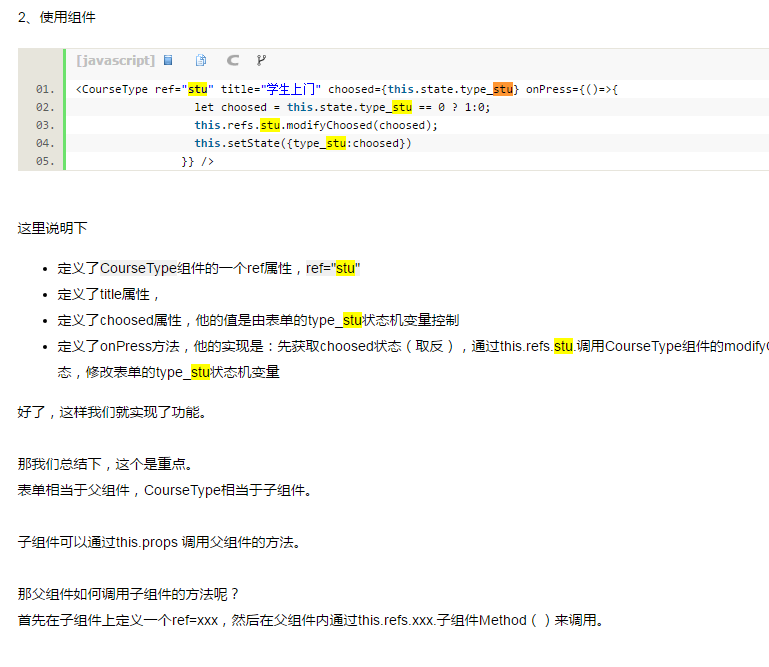 2、使用组件
[javascript]
01. <CourseType ref="stu" title="学生上门" choosed={this.state.type_stu} onPress={()=>{
02. let choosed = this.state.type_stu == 0 ? 1:0;
03. this.refs.stu.modifyChoosed(choosed);
04. this.setState({type_stu:choosed})
05. }} />
这里说明下
• 定义了CourseType组件的一个ref属性，ref="stu"
• 定义了title属性，
• 定义了choosed属性，他的值是由表单的type_stu状态机变量控制
• 定义了onPress方法，他的实现是：先获取choosed状态（取反），通过this.refs.stu.调用CourseType组件的modify
态，修改表单的type_stu状态机变量
好了，这样我们就实现了功能。
那我们总结下，这个是重点。
表单相当于父组件，CourseType相当于子组件。
子组件可以通过this.props 调用父组件的方法。
那父组件如何调用子组件的方法呢？
首先在子组件上定义一个ref=xxx，然后在父组件内通过this.refs.xxx.子组件Method（）来调用。